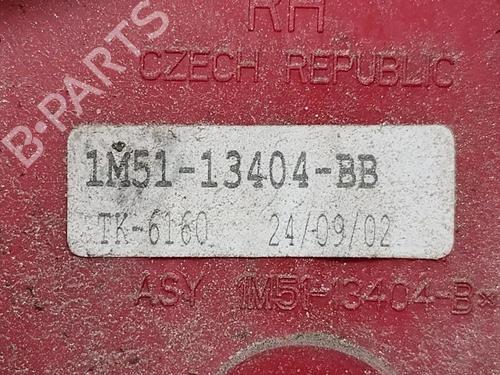 B-PARTS
RH
CZECH REPUBLIC
1M51-13404-BB
TK-6160 24/09/02
ASY 1M51-13404-B*